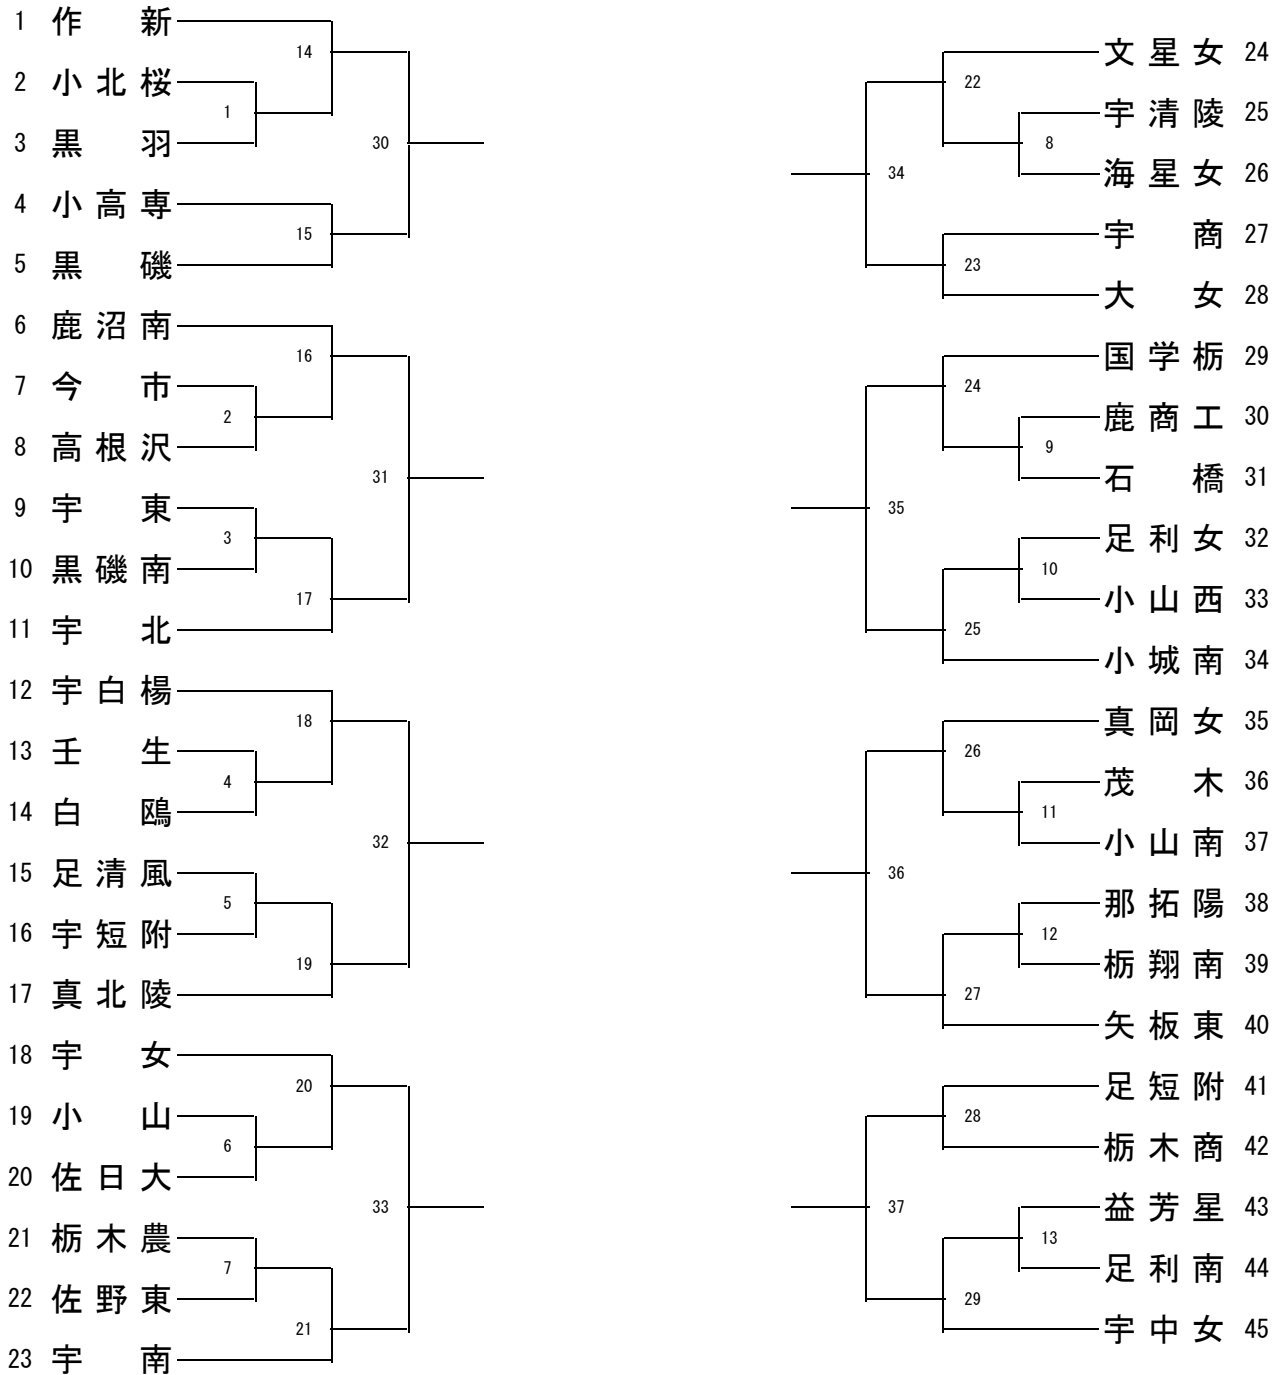 1 作新
14
2 小北桜
1
3 黒羽
30
4 小高専
15
5 黒磯
6 鹿沼南
16
7 今市
2
8 高根沢
31
9 宇東
3
10 黒磯南
17
11 宇北
12 宇白楊
18
13 壬生
4
14 白鴎
32
15 足清風
5
16 宇短附
19
17 真北陵
18 宇女
20
19 小山
6
20 佐日大
33
21 栃木農
7
22 佐野東
21
23 宇南
文星女 24
22
宇清陵 25
8
海星女 26
34
宇商 27
23
大女 28
国学栃 29
24
鹿商工 30
9
石橋 31
35
足利女 32
10
小山西 33
25
小城南 34
真岡女 35
26
茂木 36
11
小山南 37
36
那拓陽 38
12
栃翔南 39
27
矢板東 40
足短附 41
28
栃木商 42
37
益芳星 43
13
足利南 44
29
宇中女 45